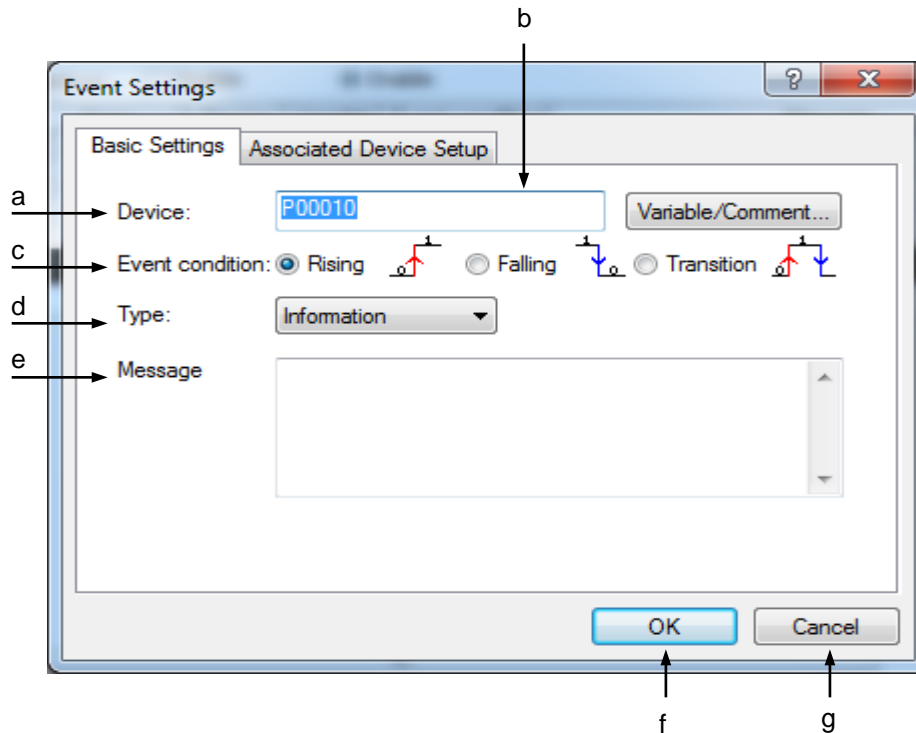 b
Event Settings
?
Basic Settings Associated Device Setup
a Device: P00010 Variable/Comment...
c Event condition: Rising 0 1 Falling 1 0 Transition 0 1
d Type: Information
e Message
OK Cancel
f g